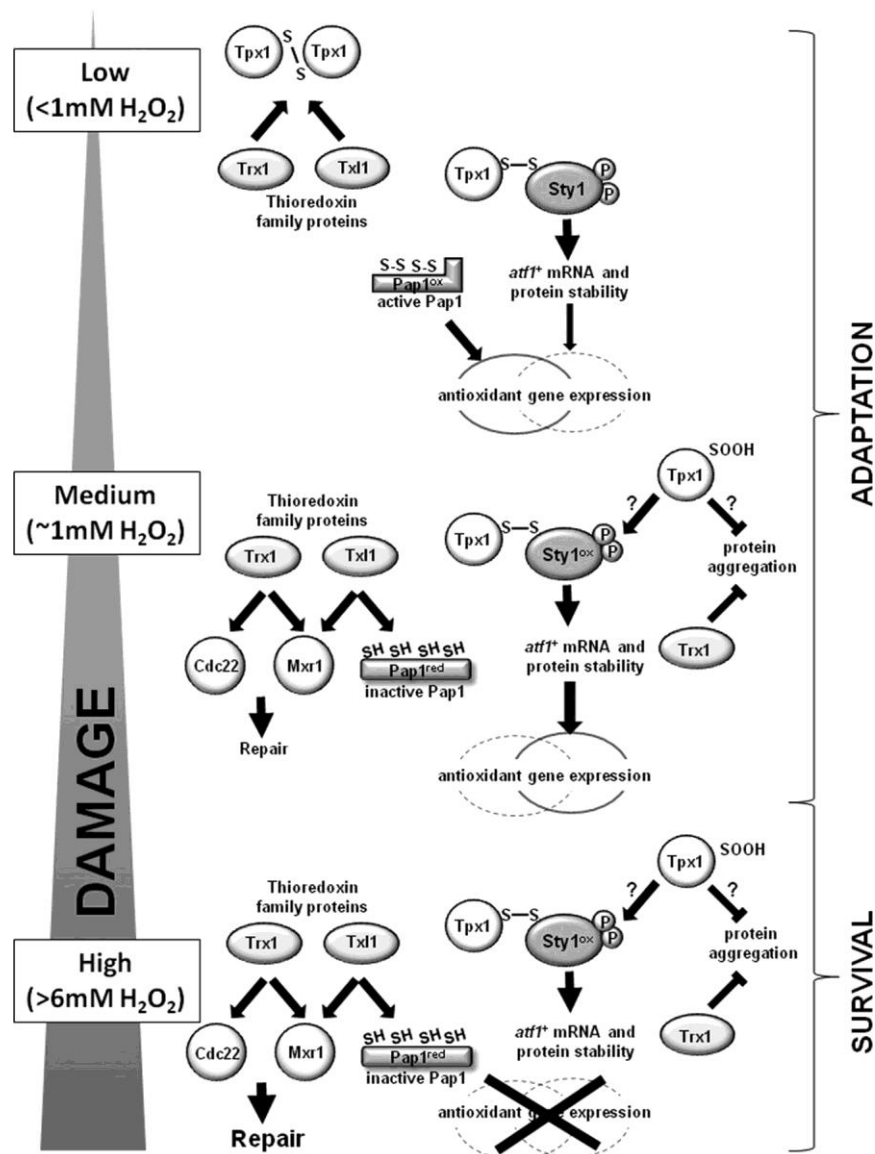 Low
(<1mM H₂O₂)
Tpx1
S
S
Tpx1
Trx1
Txl1
Thioredoxin
family proteins
Tpx1
S–S
Sty1
P
P
S-S S-S
Pap1ox
active Pap1
atf1⁺ mRNA and
protein stability
antioxidant gene expression
ADAPTATION
Medium
(~1mM H₂O₂)
Thioredoxin
family proteins
Trx1
Txl1
Cdc22
Mxr1
SH SH SHSH
Pap1red
inactive Pap1
Repair
Tpx1
S–S
Sty1ox
P
P
SOOH
Tpx1
?
?
protein
aggregation
Trx1
atf1⁺ mRNA and
protein stability
antioxidant gene expression
DAMAGE
High
(>6mM H₂O₂)
Thioredoxin
family proteins
Trx1
Txl1
Cdc22
Mxr1
SH SH SHSH
Pap1red
inactive Pap1
Repair
Tpx1
S–S
Sty1ox
P
P
Tpx1
SOOH
?
?
protein
aggregation
Trx1
atf1⁺ mRNA and
protein stability
antioxidant gene expression
SURVIVAL